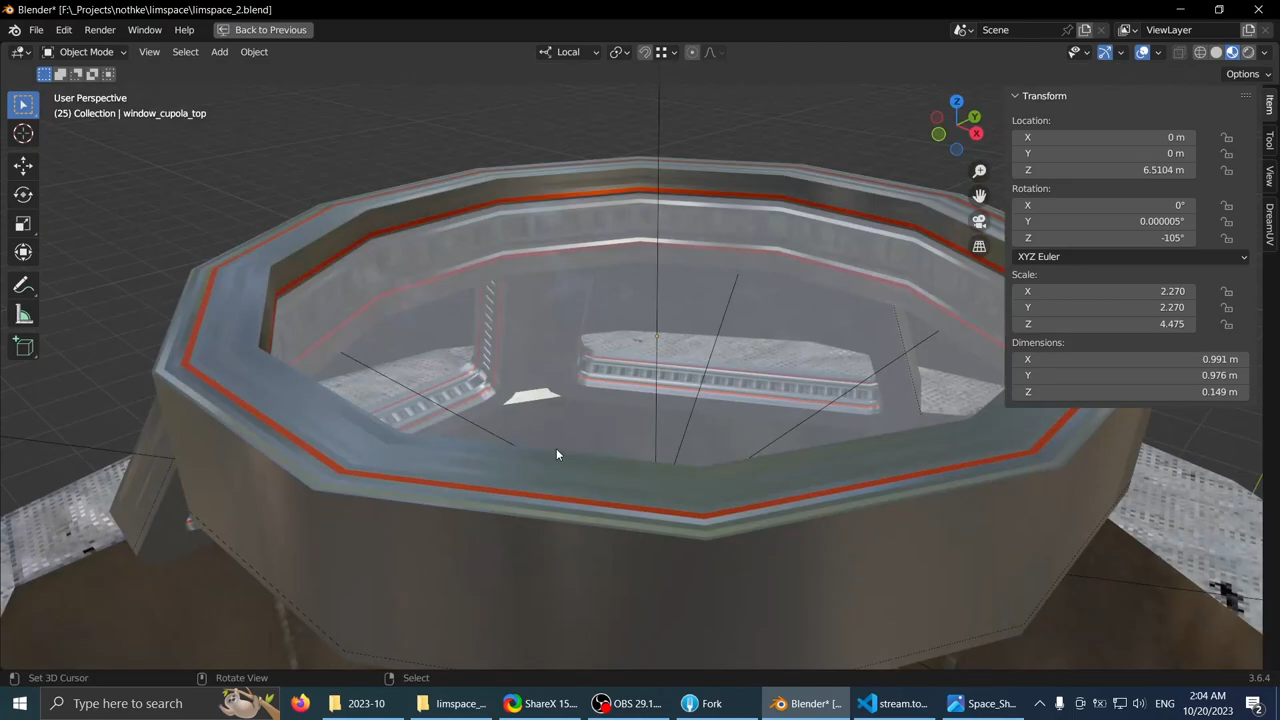 Blender* [F:\_Projects\nothke\limspace\limspace_2.blend]
File Edit Render Window Help Back to Previous Scene ViewLayer
Object Mode View Select Add Object Local
Options
User Perspective
(25) Collection | window_cupola_top
Z
Y
X
Transform
Location:
X 0 m
Y 0 m
Z 6.5104 m
Rotation:
X 0°
Y 0.000005°
Z -105°
XYZ Euler
Scale:
X 2.270
Y 2.270
Z 4.475
Dimensions:
X 0.991 m
Y 0.976 m
Z 0.149 m
Item
Tool
View
DreamUV
Set 3D Cursor Rotate View Select 3.6.4
Type here to search 2023-10 limspace_... ShareX 15.... OBS 29.1.... Fork Blender* [... stream.to... Space_Sh... ENG 2:04 AM
10/20/2023 2